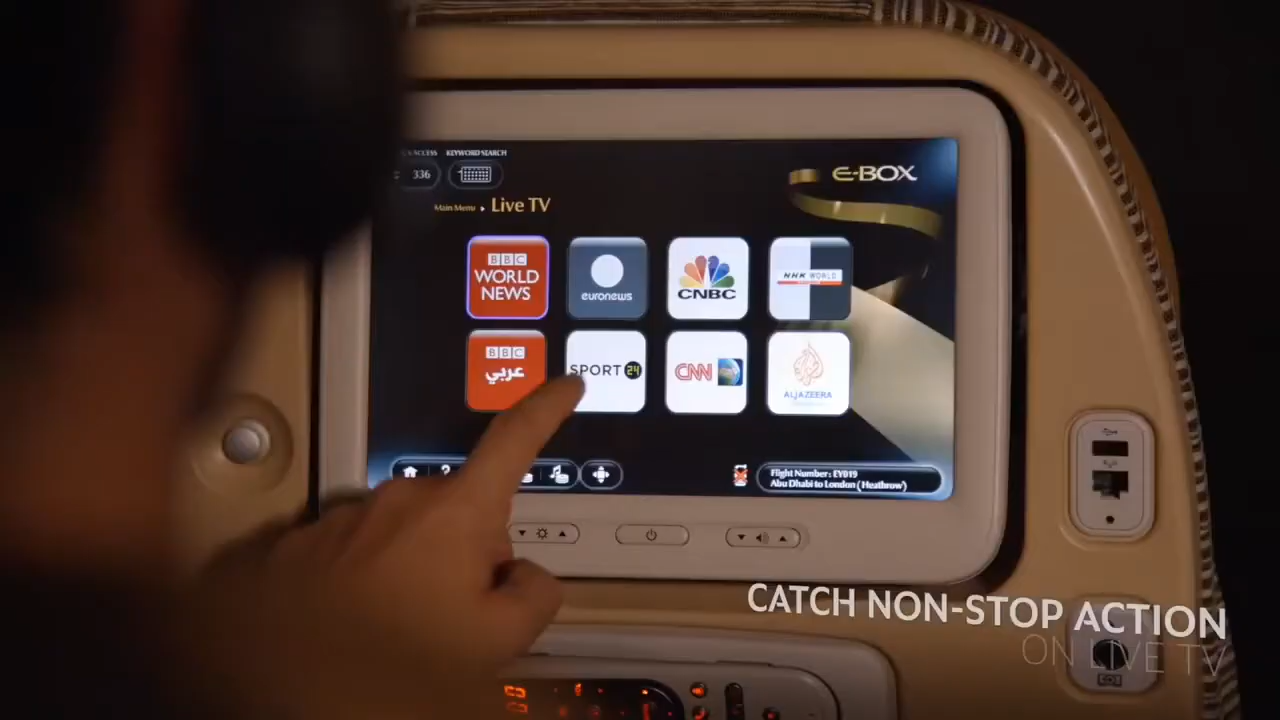 KEYWORD SEARCH
336
E-BOX
Main Menu ▸ Live TV
BBC
WORLD
NEWS
euronews
CNBC
NHK WORLD
BBC
عربي
SPORT 24
CNN
ALJAZEERA
?
Flight Number : EY019
Abu Dhabi to London ( Heathrow )
CATCH NON-STOP ACTION
ON LIVE TV